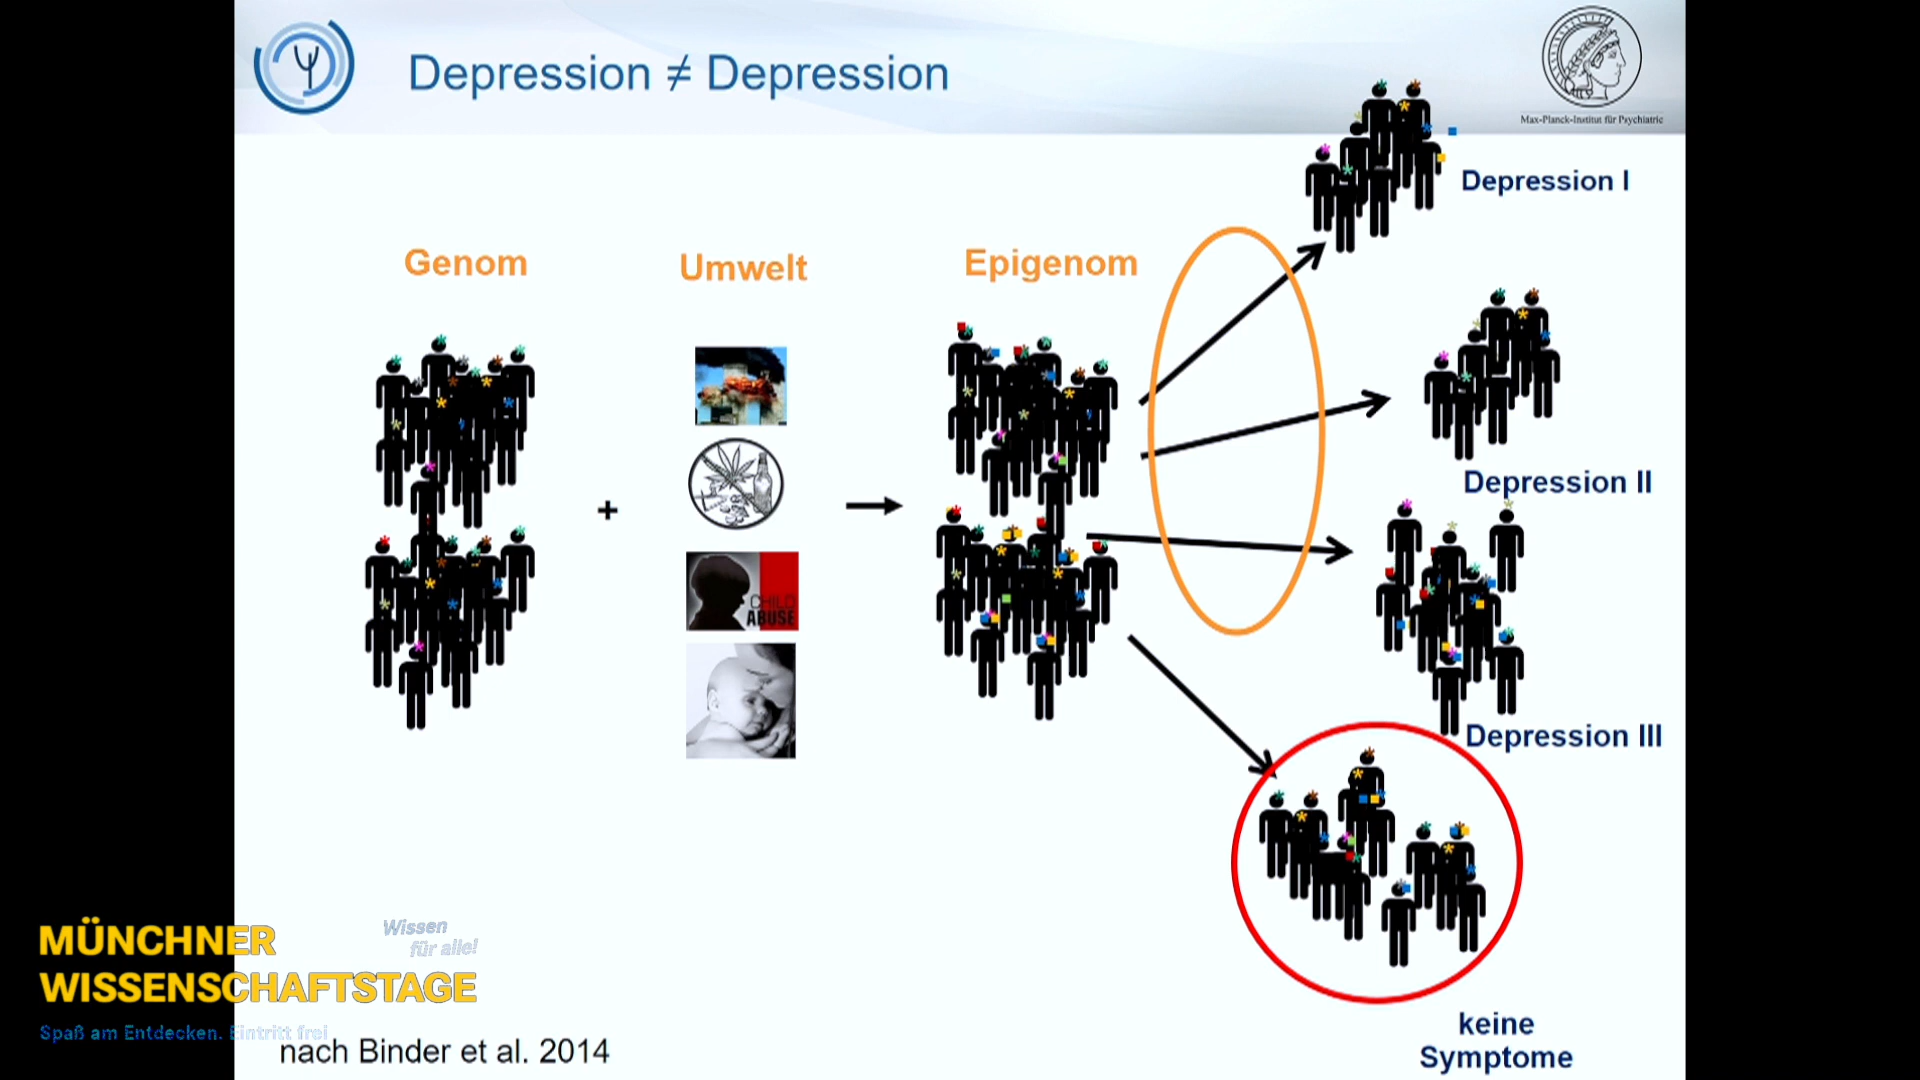 Depression ≠ Depression
Max-Planck-Institut für Psychiatrie
Depression I
Genom
Umwelt
Epigenom
Depression II
+
CHILD
ABUSE
Depression III
MÜNCHNER
WISSENSCHAFTSTAGE
Wissen
für alle!
Spaß am Entdecken. Eintritt frei
nach Binder et al. 2014
keine
Symptome